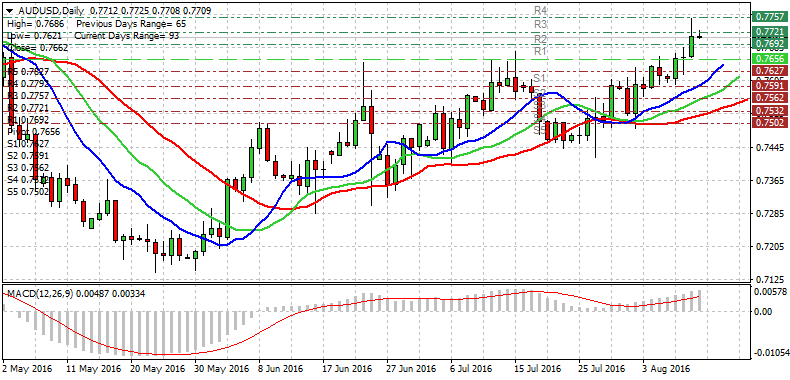 AUDUSD,Daily 0.7712 0.7725 0.7708 0.7709
High= 0.7686 Previous Days Range= 65
Low= 0.7621 Current Days Range= 93
Close= 0.7662
R5 0.7827
R4 0.7792
R3 0.7757
R2 0.7721
R1 0.7692
Pivot 0.7656
S1 0.7627
S2 0.7591
S3 0.7562
S5 0.7502
R4
R3
R2
R1
S1
0.7757
0.7721
0.7692
0.7656
0.7627
0.7591
0.7562
0.7532
0.7502
0.7445
0.7365
0.7285
0.7205
0.7125
MACD(12,26,9) 0.00487 0.00334
0.00578
0.00
-0.01054
2 May 2016
11 May 2016
20 May 2016
30 May 2016
8 Jun 2016
17 Jun 2016
27 Jun 2016
6 Jul 2016
15 Jul 2016
25 Jul 2016
3 Aug 2016